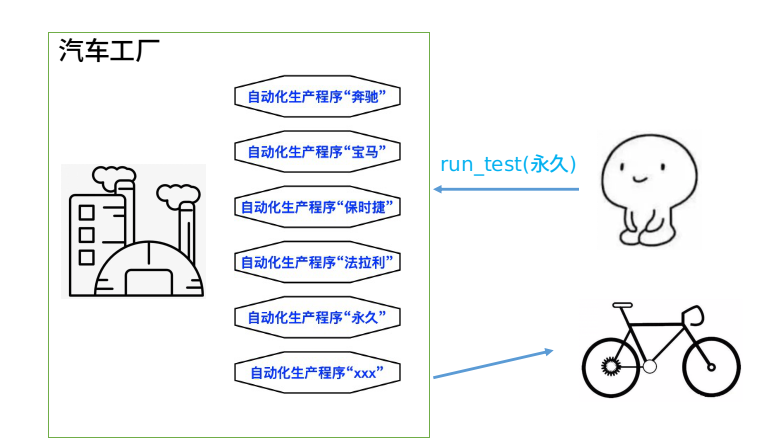 汽车工厂
自动化生产程序“奔驰”
自动化生产程序“宝马”
自动化生产程序“保时捷”
自动化生产程序“法拉利”
自动化生产程序“永久”
自动化生产程序“xxx”
run_test(永久)